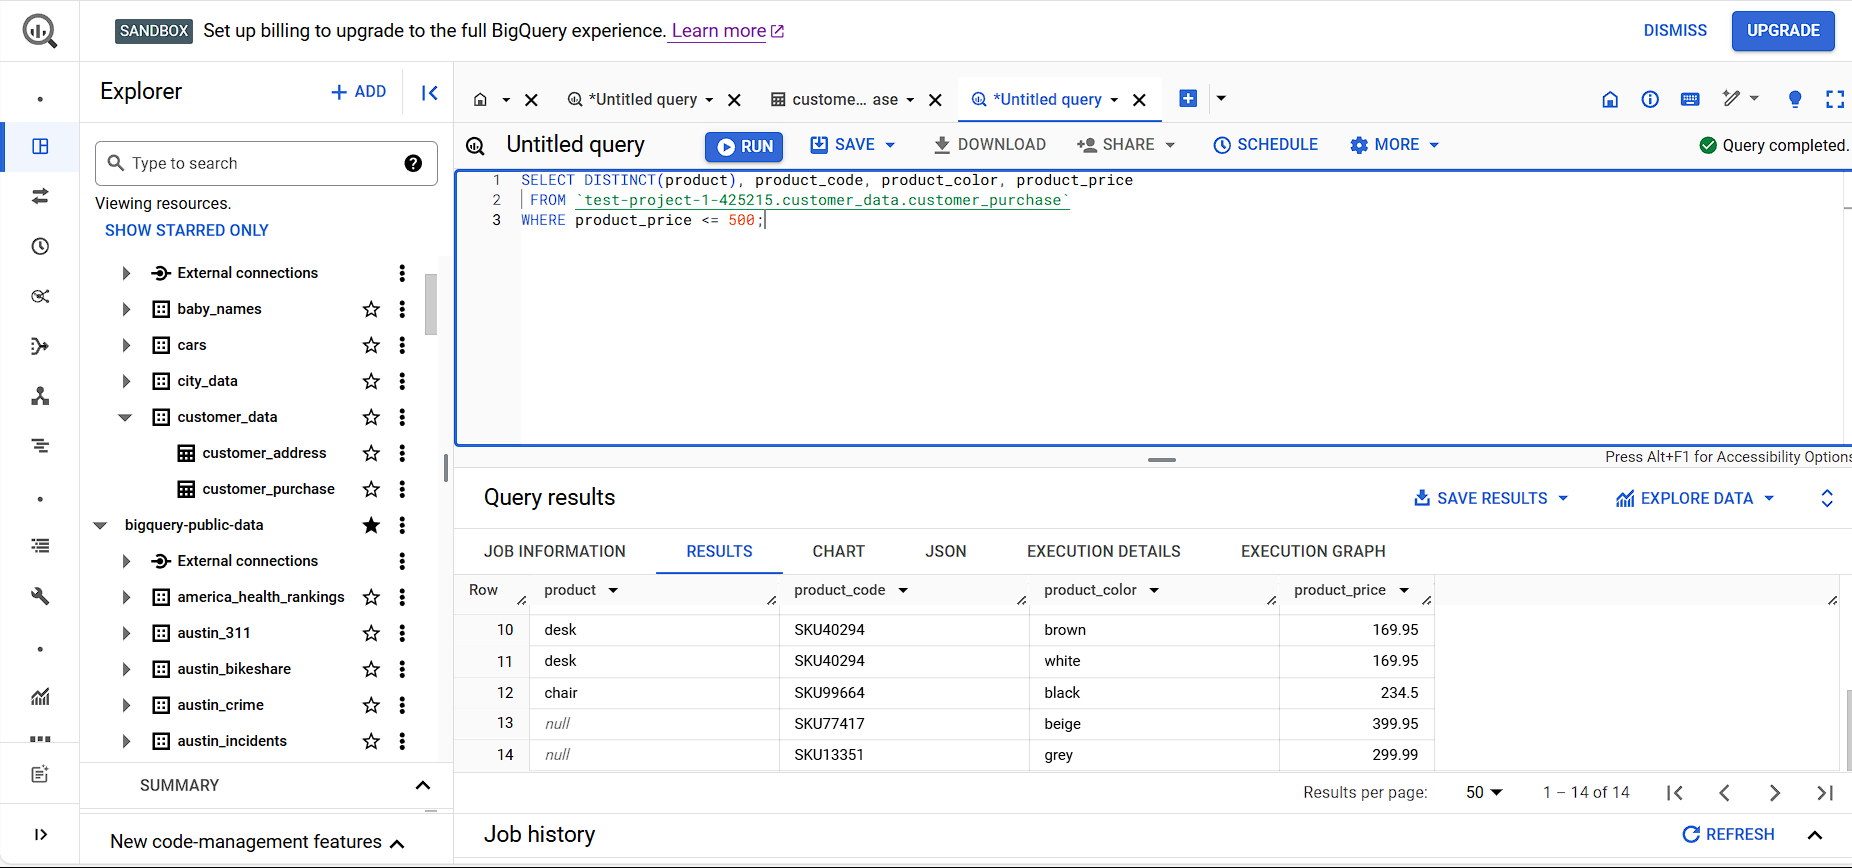 SANDBOX Set up billing to upgrade to the full BigQuery experience. Learn more
DISMISS
UPGRADE
Explorer
ADD
Type to search
Viewing resources.
SHOW STARRED ONLY
External connections
baby_names
cars
city_data
customer_data
customer_address
customer_purchase
bigquery-public-data
External connections
america_health_rankings
austin_311
austin_bikeshare
austin_crime
austin_incidents
SUMMARY
New code-management features
*Untitled query
custome... ase
*Untitled query
Untitled query
RUN
SAVE
DOWNLOAD
SHARE
SCHEDULE
MORE
Query completed.
1 SELECT DISTINCT(product), product_code, product_color, product_price
2 FROM `test-project-1-425215.customer_data.customer_purchase`
3 WHERE product_price <= 500;
Press Alt+F1 for Accessibility Options
Query results
SAVE RESULTS
EXPLORE DATA
JOB INFORMATION RESULTS CHART JSON EXECUTION DETAILS EXECUTION GRAPH
Row product product_code product_color product_price
10 desk SKU40294 brown 169.95
11 desk SKU40294 white 169.95
12 chair SKU99664 black 234.5
13 null SKU77417 beige 399.95
14 null SKU13351 grey 299.99
Results per page: 50 1 – 14 of 14
Job history
REFRESH